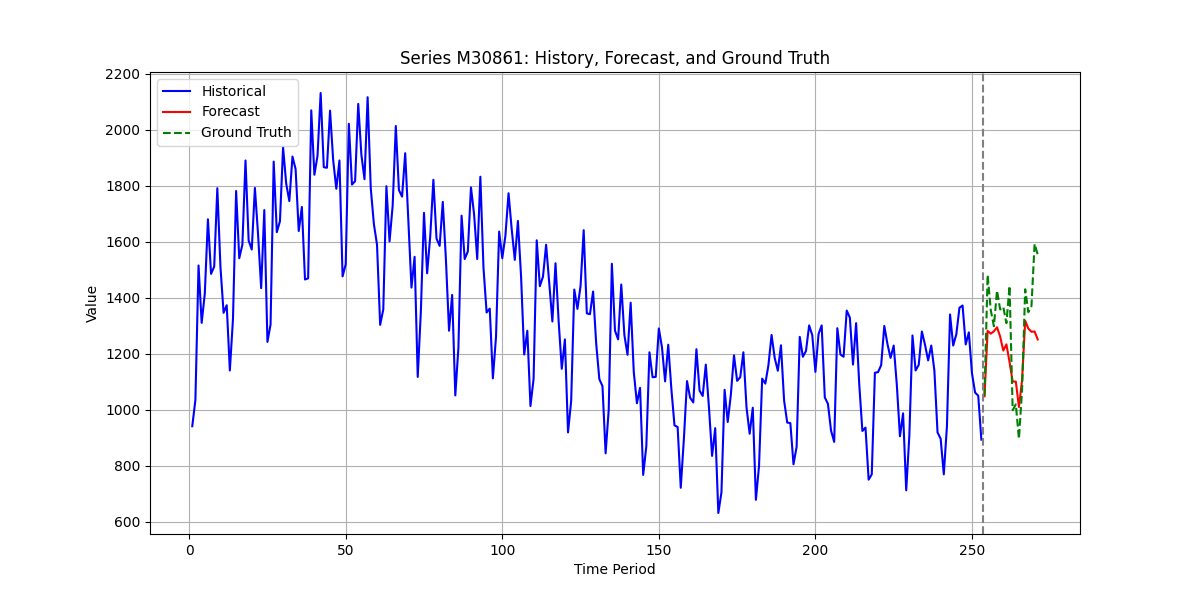 Series M30861: History, Forecast, and Ground Truth
Historical
Forecast
Ground Truth
Value
2200
2000
1800
1600
1400
1200
1000
800
600
0 50 100 150 200 250
Time Period